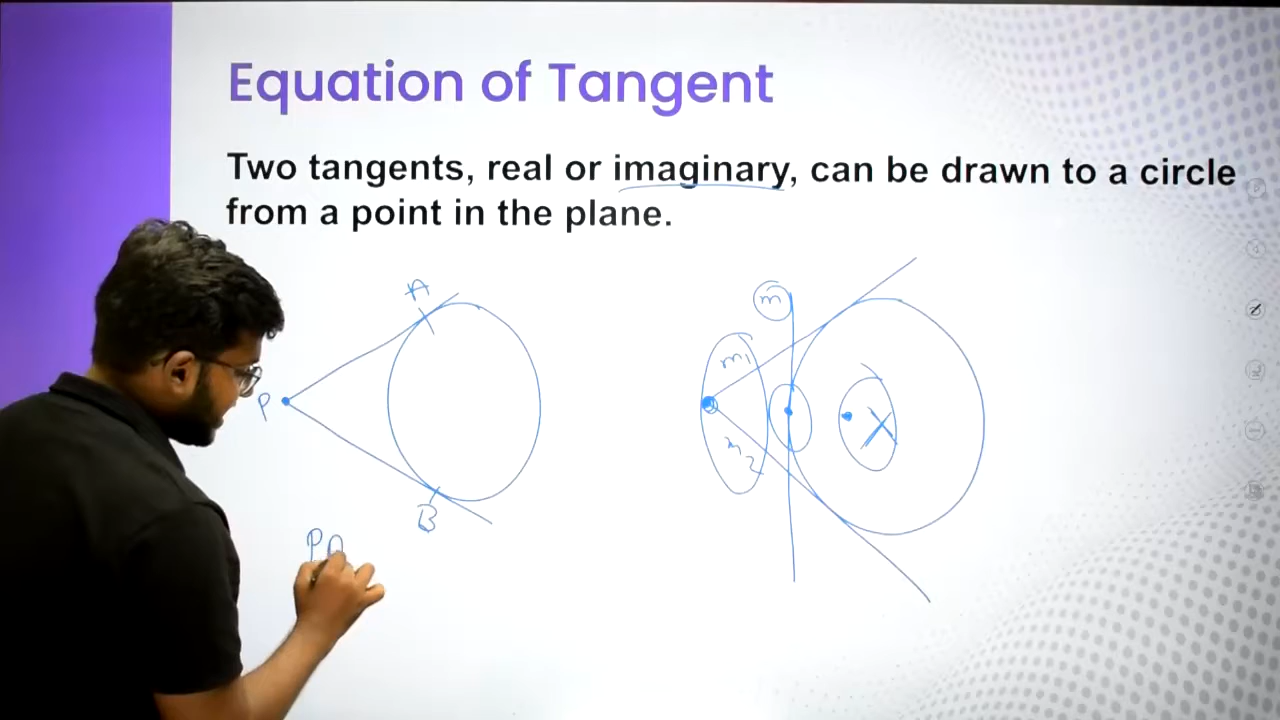 Equation of Tangent
Two tangents, real or imaginary, can be drawn to a circle
from a point in the plane.
A
m
m1
P
m2
B
PA